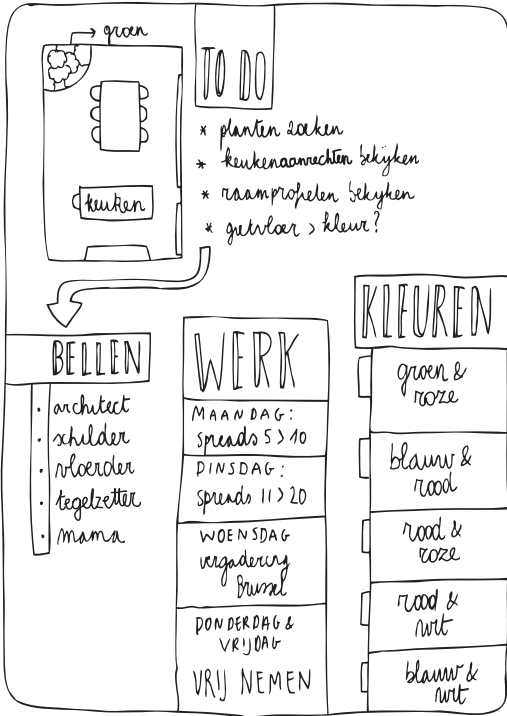 groen
keuken
TO DO
* planten zoeken
* keukenaanrechten bekijken
* raamprofielen bekijken
* gietvloer > kleur?
BELLEN
• architect
• schilder
• vloerder
• tegelzetter
• mama
WERK
MAANDAG:
spreads 5 > 10
DINSDAG:
spreads 11 > 20
WOENSDAG
vergadering
Brussel
DONDERDAG &
VRIJDAG
VRIJ NEMEN
KLEUREN
groen &
roze
blauw &
rood
rood &
roze
rood &
wit
blauw &
wit